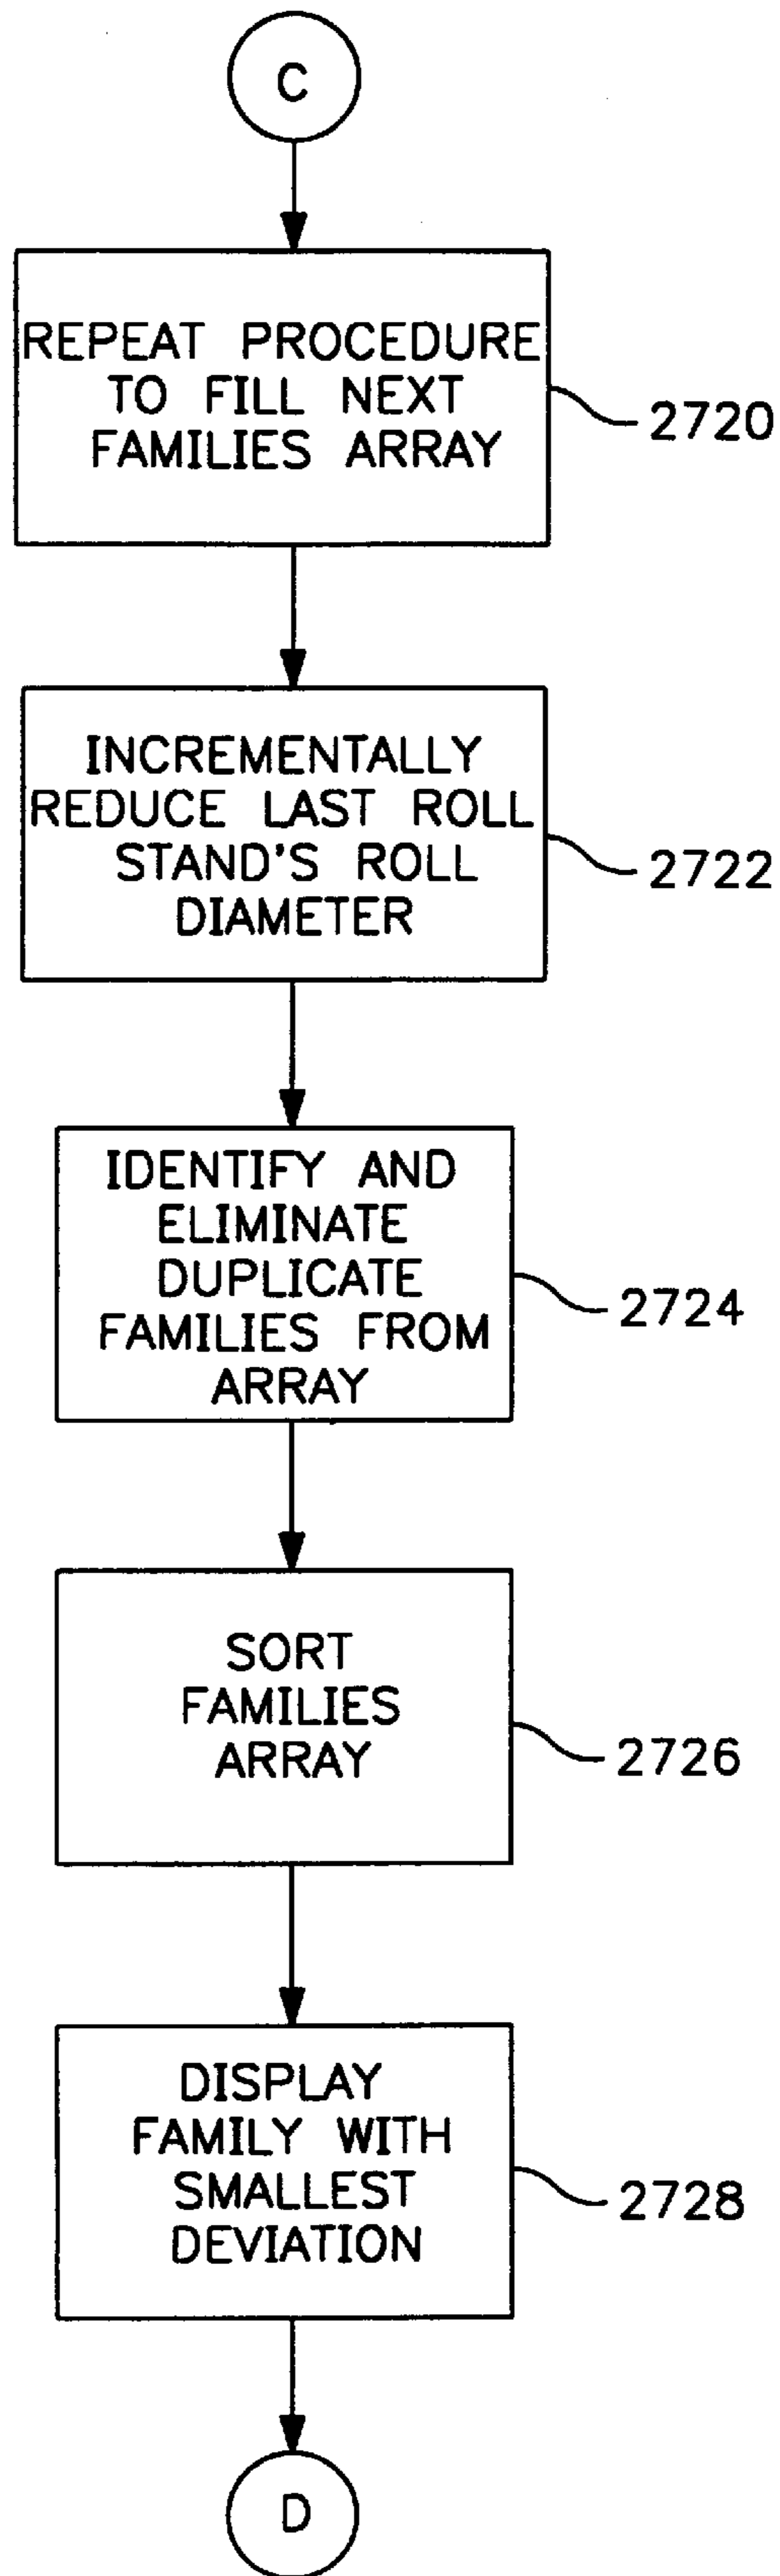 C
REPEAT PROCEDURE
TO FILL NEXT
FAMILIES ARRAY
2720
INCREMENTALLY
REDUCE LAST ROLL
STAND'S ROLL
DIAMETER
2722
IDENTIFY AND
ELIMINATE
DUPLICATE
FAMILIES FROM
ARRAY
2724
SORT
FAMILIES
ARRAY
2726
DISPLAY
FAMILY WITH
SMALLEST
DEVIATION
2728
D